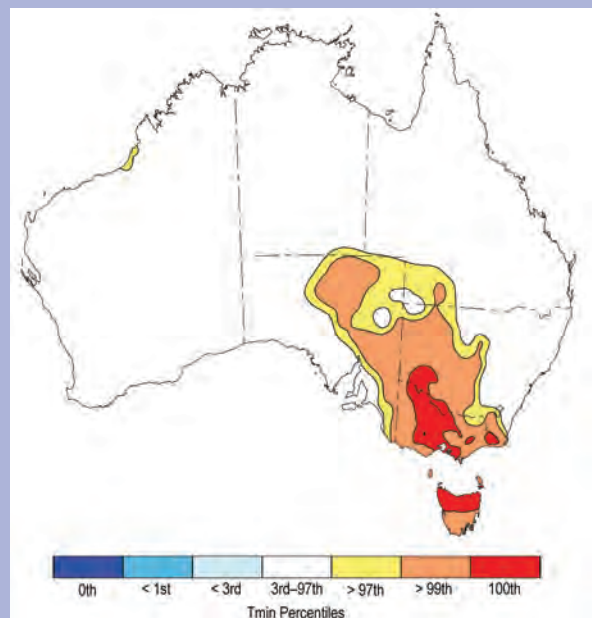 0th < 1st < 3rd 3rd–97th > 97th > 99th 100th
Tmin Percentiles